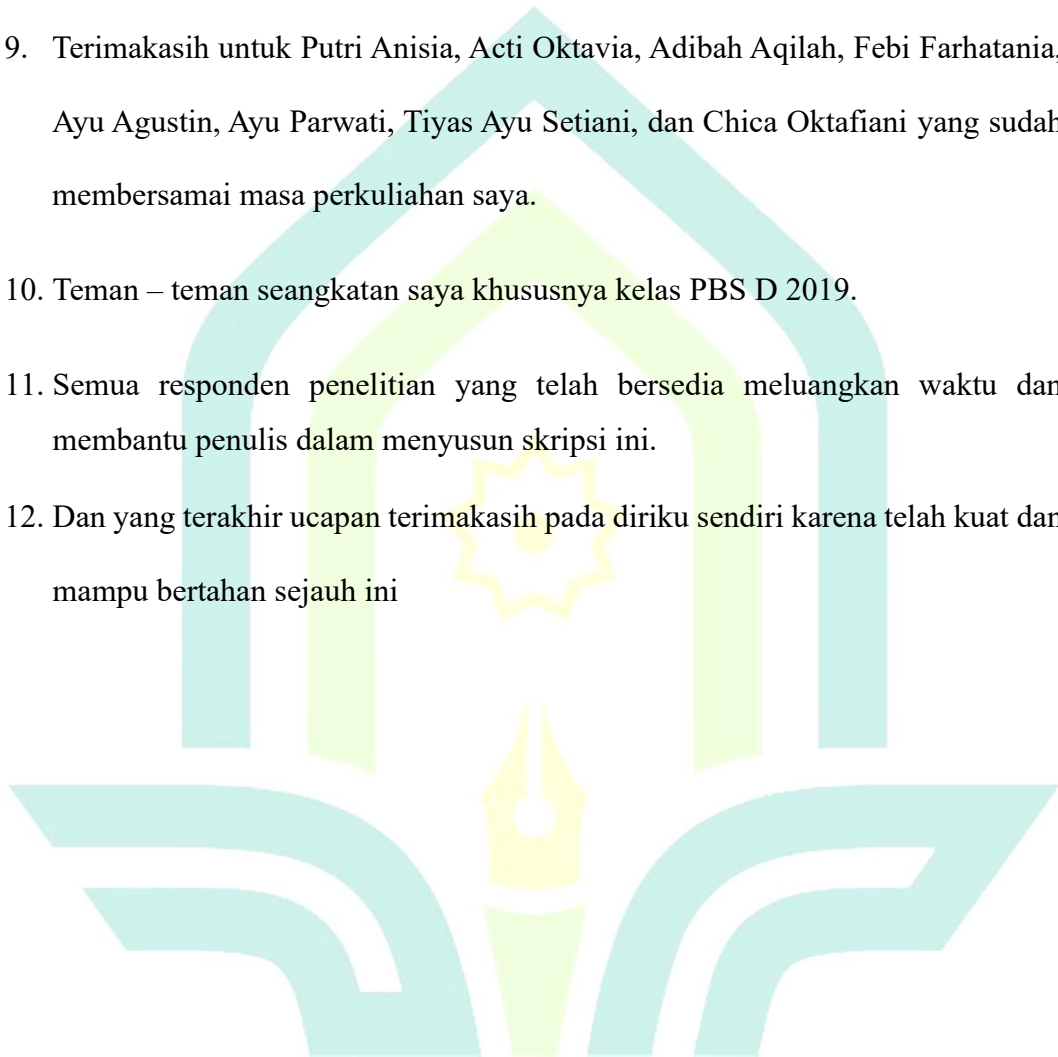 9. Terimakasih untuk Putri Anisia, Acti Oktavia, Adibah Aqilah, Febi Farhatania,
Ayu Agustin, Ayu Parwati, Tiyas Ayu Setiani, dan Chica Oktafiani yang sudah
membersamai masa perkuliahan saya.
10. Teman – teman seangkatan saya khususnya kelas PBS D 2019.
11. Semua responden penelitian yang telah bersedia meluangkan waktu dan
membantu penulis dalam menyusun skripsi ini.
12. Dan yang terakhir ucapan terimakasih pada diriku sendiri karena telah kuat dan
mampu bertahan sejauh ini